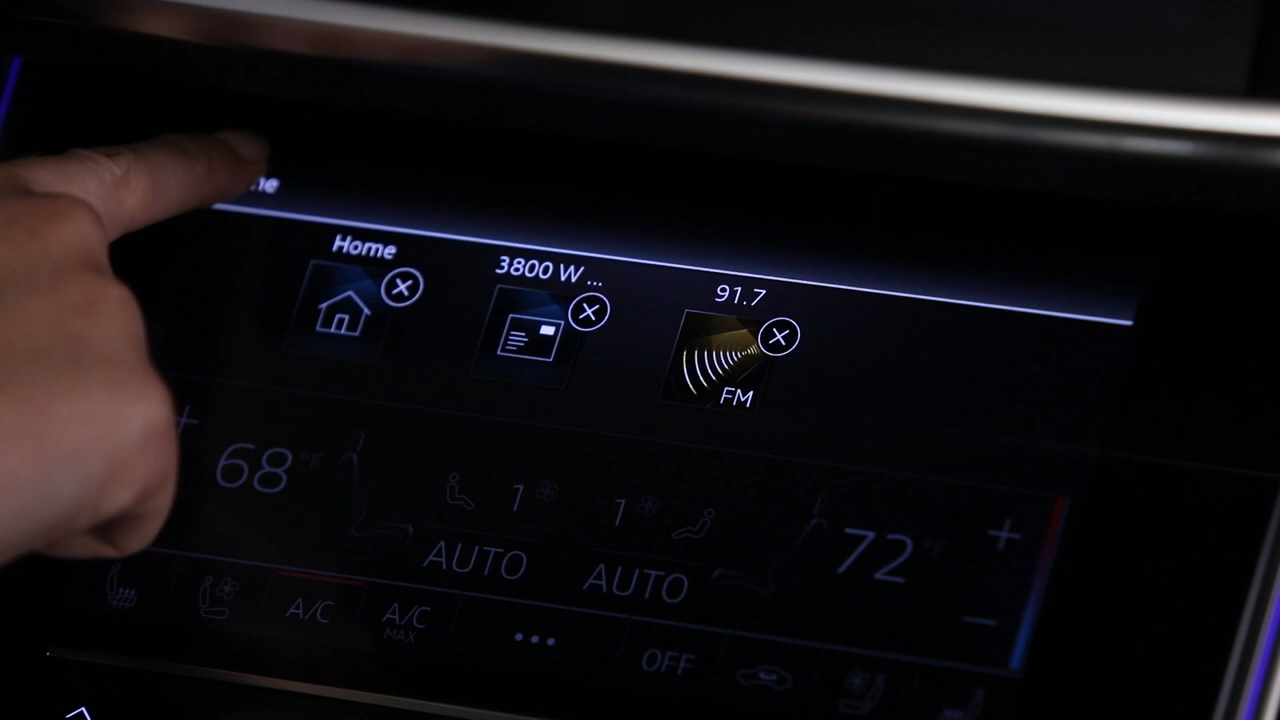 Home
3800 W ...
91.7
FM
68 °F
1
1
72 °F
AUTO
AUTO
A/C
A/C
MAX
OFF